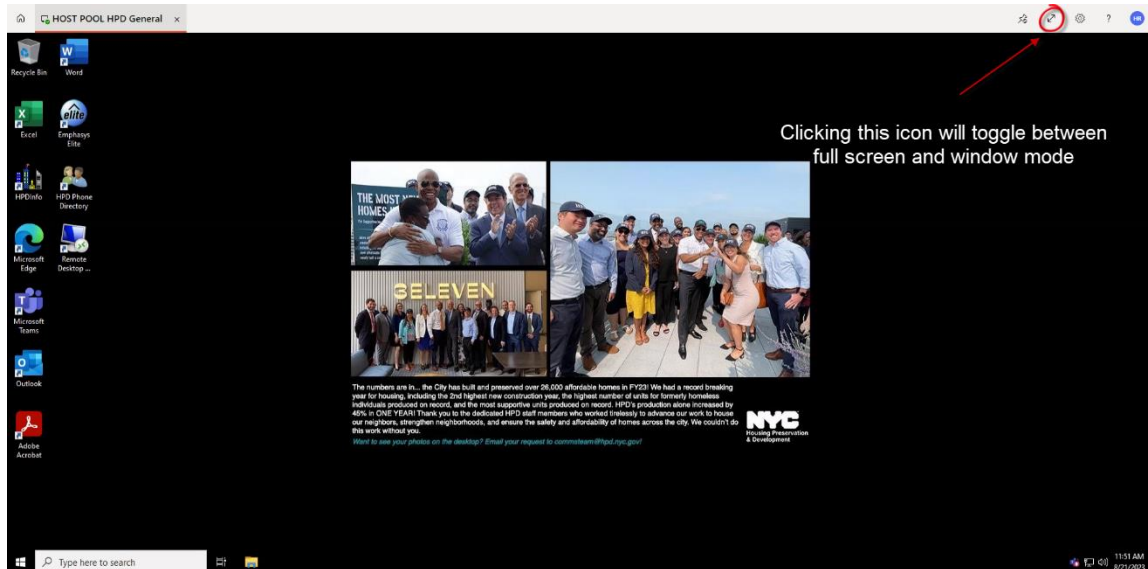 HOST POOL HPD General ×
? HR
Clicking this icon will toggle between
full screen and window mode
Recycle Bin
Word
Excel
elite
Emphasys
Elite
HPDInfo
HPD Phone
Directory
Microsoft
Edge
Remote
Desktop ...
Microsoft
Teams
Outlook
Adobe
Acrobat
THE MOST
HOMES
3ELEVEN
The numbers are in... the City has built and preserved over 26,000 affordable homes in FY23! We had a record breaking
year for housing, including the 2nd highest new construction year, the highest number of units for formerly homeless
individuals produced on record, and the most supportive units produced on record. HPD's production alone increased by
45% in ONE YEAR! Thank you to the dedicated HPD staff members who worked tirelessly to advance our work to house
our neighbors, strengthen neighborhoods, and ensure the safety and affordability of homes across the city. We couldn't do
this work without you.
Want to see your photos on the desktop? Email your request to commsteam@hpd.nyc.gov!
NYC
Housing Preservation
& Development
Type here to search
11:51 AM
8/21/2023